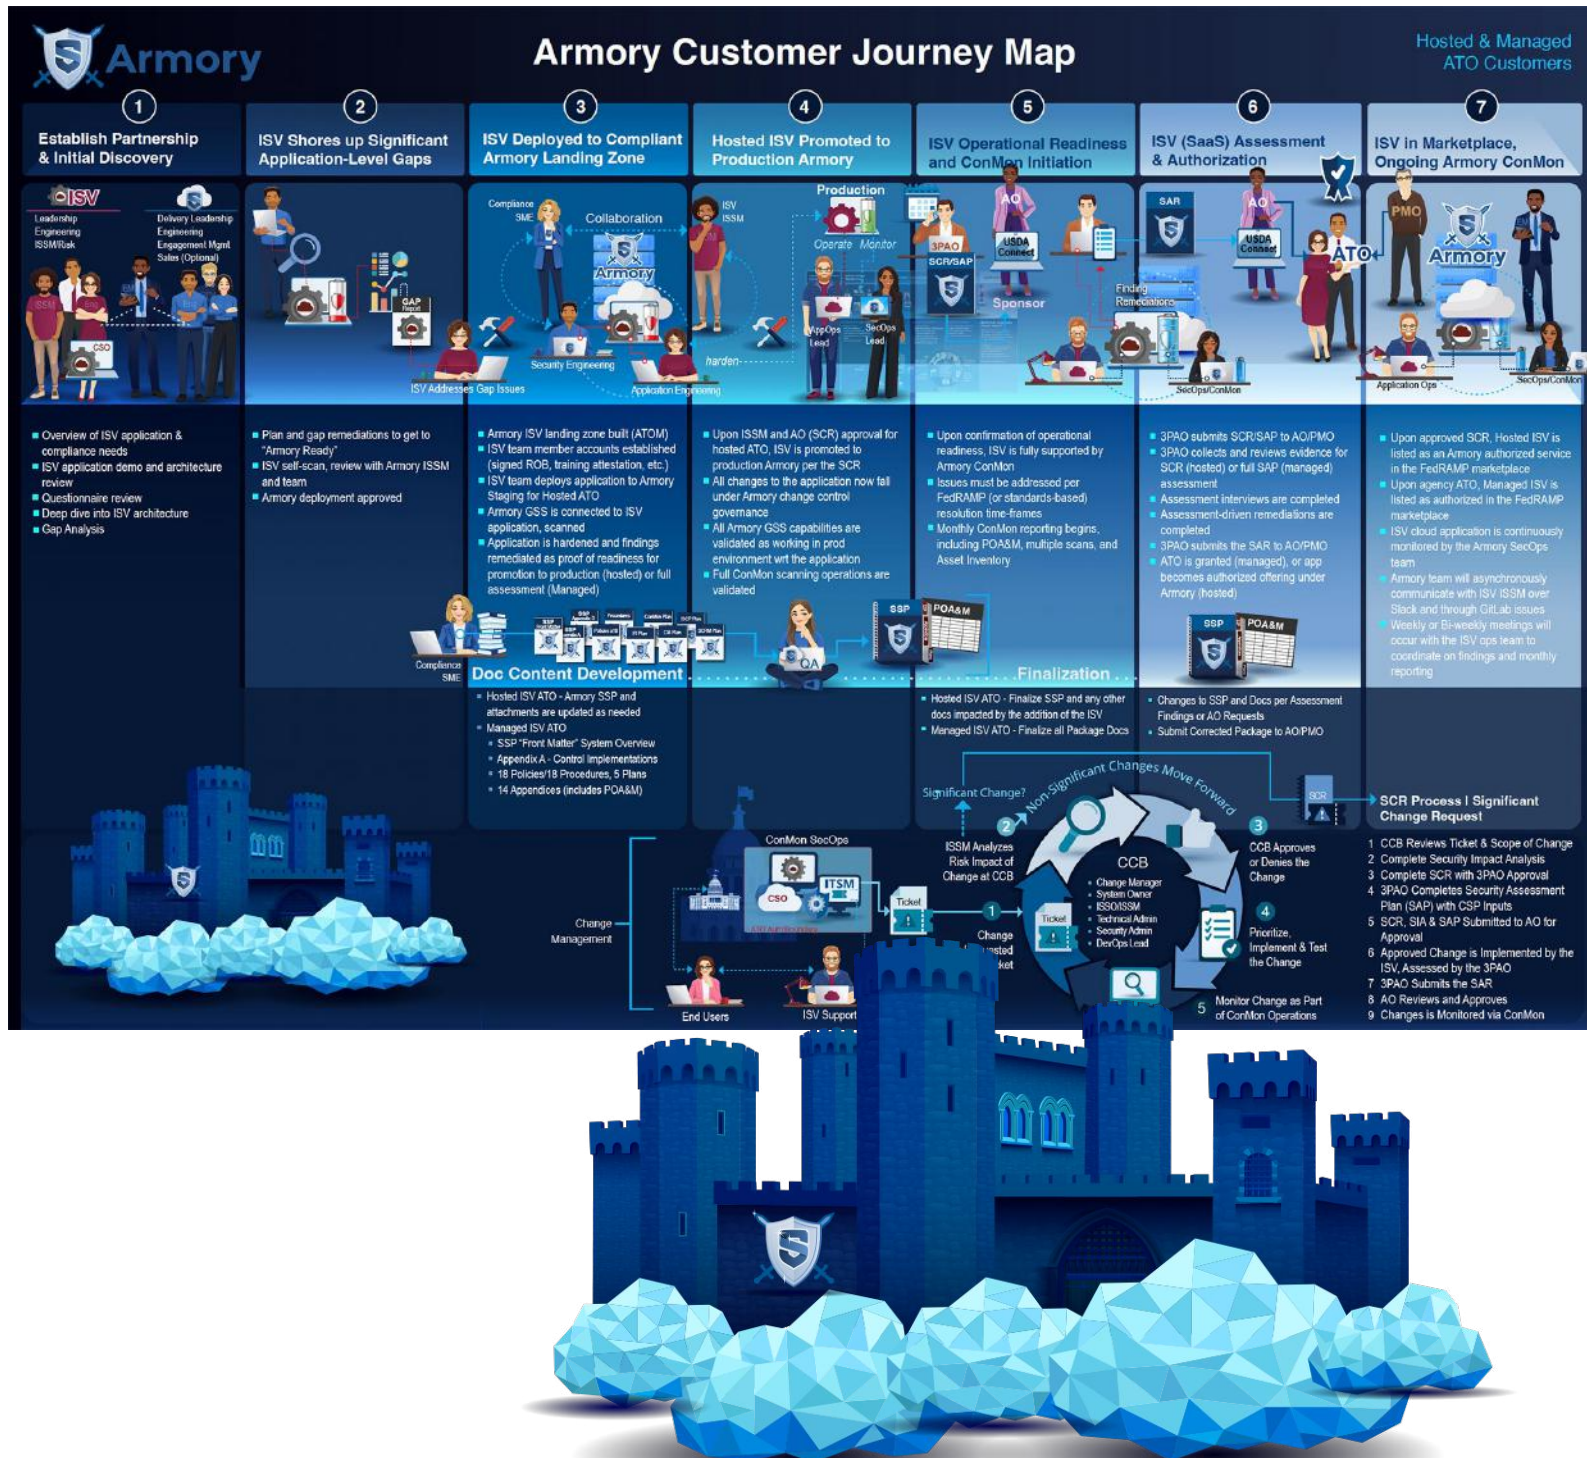 Armory
Armory Customer Journey Map
Hosted & Managed
ATO Customers
1
Establish Partnership
& Initial Discovery
2
ISV Shores up Significant
Application-Level Gaps
3
ISV Deployed to Compliant
Armory Landing Zone
4
Hosted ISV Promoted to
Production Armory
5
ISV Operational Readiness
and ConMon Initiation
6
ISV (SaaS) Assessment
& Authorization
7
ISV in Marketplace,
Ongoing Armory ConMon
ISV
Leadership
Engineering
ISSM/Risk
Delivery Leadership
Engineering
Engagement Mgmt
Sales (Optional)
CSO
GAP
Report
ISV Addresses Gap Issues
Compliance
SME
Collaboration
Armory
Security Engineering
Application Engineering
ISV
ISSM
harden
Production
Operate
Monitor
AppOps
Lead
SecOps
Lead
3PAO
SCR/SAP
AO
USDA
Connect
Sponsor
Finding
Remediations
SecOps/ConMon
SAR
AO
USDA
Connect
ATO
PMO
Armory
Application Ops
SecOps/ConMon
Overview of ISV application &
compliance needs
ISV application demo and architecture
review
Questionnaire review
Deep dive into ISV architecture
Gap Analysis
Plan and gap remediations to get to
"Armory Ready"
ISV self-scan, review with Armory ISSM
and team
Armory deployment approved
Armory ISV landing zone built (ATOM)
ISV team member accounts established
(signed ROB, training attestation, etc.)
ISV team deploys application to Armory
Staging for Hosted ATO
Armory GSS is connected to ISV
application, scanned
Application is hardened and findings
remediated as proof of readiness for
promotion to production (hosted) or full
assessment (Managed)
Upon ISSM and AO (SCR) approval for
hosted ATO, ISV is promoted to
production Armory per the SCR
All changes to the application now fall
under Armory change control
governance
All Armory GSS capabilities are
validated as working in prod
environment wrt the application
Full ConMon scanning operations are
validated
Upon confirmation of operational
readiness, ISV is fully supported by
Armory ConMon
Issues must be addressed per
FedRAMP (or standards-based)
resolution time-frames
Monthly ConMon reporting begins,
including POA&M, multiple scans, and
Asset Inventory
3PAO submits SCR/SAP to AO/PMO
3PAO collects and reviews evidence for
SCR (hosted) or full SAP (managed)
assessment
Assessment interviews are completed
Assessment-driven remediations are
completed
3PAO submits the SAR to AO/PMO
ATO is granted (managed), or app
becomes authorized offering under
Armory (hosted)
Upon approved SCR, Hosted ISV is
listed as an Armory authorized service
in the FedRAMP marketplace
Upon agency ATO, Managed ISV is
listed as authorized in the FedRAMP
marketplace
ISV cloud application is continuously
monitored by the Armory SecOps
team
Armory team will asynchronously
communicate with ISV ISSM over
Slack and through GitLab issues
Weekly or Bi-weekly meetings will
occur with the ISV ops team to
coordinate on findings and monthly
reporting
Compliance
SME
QA
SSP
POA&M
SSP
POA&M
Doc Content Development
Finalization
Hosted ISV ATO - Armory SSP and
attachments are updated as needed
Managed ISV ATO
SSP "Front Matter" System Overview
Appendix A - Control Implementations
18 Policies/18 Procedures, 5 Plans
14 Appendices (includes POA&M)
Hosted ISV ATO - Finalize SSP and any other
docs impacted by the addition of the ISV
Managed ISV ATO - Finalize all Package Docs
Changes to SSP and Docs per Assessment
Findings or AO Requests
Submit Corrected Package to AO/PMO
Change
Management
ConMon SecOps
CSO
ITSM
End Users
ISV Support
Ticket
1
Change
Ticket
Significant Change?
2
ISSM Analyzes
Risk Impact of
Change at CCB
Non-Significant Changes Move Forward
CCB
Change Manager
System Owner
ISSO/ISSM
Technical Admin
Security Admin
DevOps Lead
3
CCB Approves
or Denies the
Change
4
Prioritize,
Implement & Test
the Change
5
Monitor Change as Part
of ConMon Operations
SCR
SCR Process | Significant
Change Request
1 CCB Reviews Ticket & Scope of Change
2 Complete Security Impact Analysis
3 Complete SCR with 3PAO Approval
4 3PAO Completes Security Assessment
Plan (SAP) with CSP Inputs
5 SCR, SIA & SAP Submitted to AO for
Approval
6 Approved Change is Implemented by the
ISV, Assessed by the 3PAO
7 3PAO Submits the SAR
8 AO Reviews and Approves
9 Changes is Monitored via ConMon